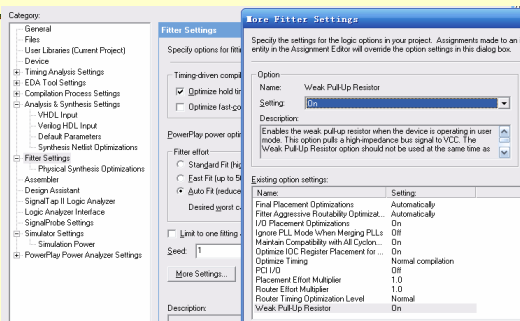 Category:
General
Files
User Libraries (Current Project)
Device
Timing Analysis Settings
EDA Tool Settings
Compilation Process Settings
Analysis & Synthesis Settings
VHDL Input
Verilog HDL Input
Default Parameters
Synthesis Netlist Optimizations
Fitter Settings
Physical Synthesis Optimizations
Assembler
Design Assistant
SignalTap II Logic Analyzer
Logic Analyzer Interface
SignalProbe Settings
Simulator Settings
Simulation Power
PowerPlay Power Analyzer Settings
Fitter Settings
Specify options for fitti
Timing-driven compil
Optimize hold tin
Optimize fast-co
PowerPlay power optin
Fitter effort
Standard Fit (hig
Fast Fit (up to 50
Auto Fit (reduce
Desired worst ca
Limit to one fitting a
Seed: 1
More Settings...
Description:
More Fitter Settings
Specify the settings for the logic options in your project. Assignments made to an
entity in the Assignment Editor will override the option settings in this dialog box.
Option
Name: Weak Pull-Up Resistor
Setting: On
Description:
Enables the weak pull-up resistor when the device is operating in user
mode. This option pulls a high-impedance bus signal to VCC. The
Weak Pull-Up Resistor option should not be used at the same time as
Existing option settings:
Name: Setting:
Final Placement Optimizations Automatically
Fitter Aggressive Routability Optimizat... Automatically
I/O Placement Optimizations On
Ignore PLL Mode When Merging PLLs Off
Maintain Compatibility with All Cyclon... On
Optimize IOC Register Placement for ... On
Optimize Timing Normal compilation
PCI I/O Off
Placement Effort Multiplier 1.0
Router Effort Multiplier 1.0
Router Timing Optimization Level Normal
Weak Pull-Up Resistor On